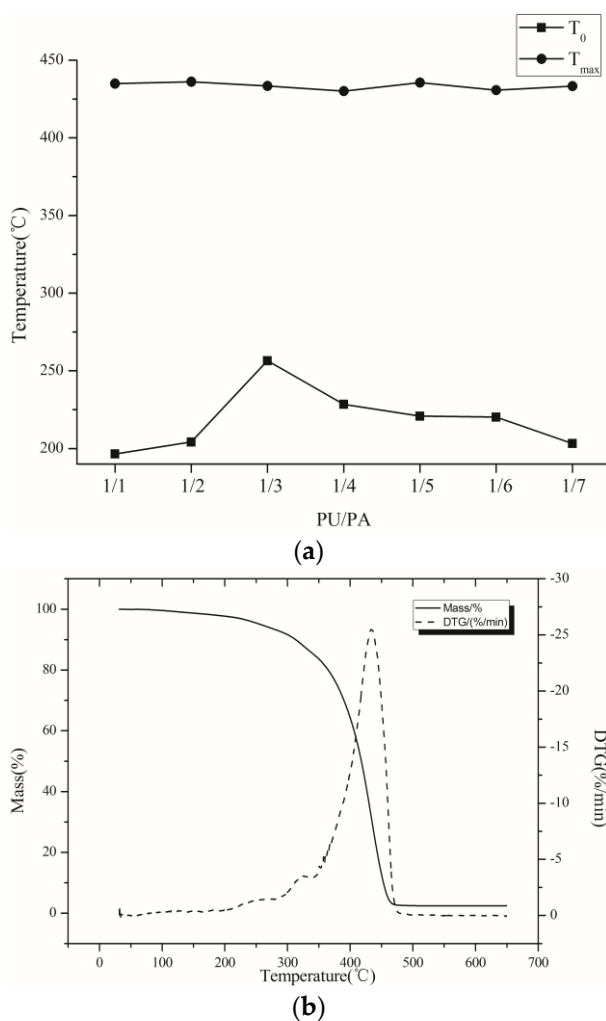 T₀
Tmax
450
400
350
300
250
200
Temperature(℃)
1/1 1/2 1/3 1/4 1/5 1/6 1/7
PU/PA
(a)
Mass/%
DTG/(%/min)
100
80
60
40
20
0
Mass(%)
-30
-25
-20
-15
-10
-5
0
DTG(%/min)
0 100 200 300 400 500 600 700
Temperature(℃)
(b)